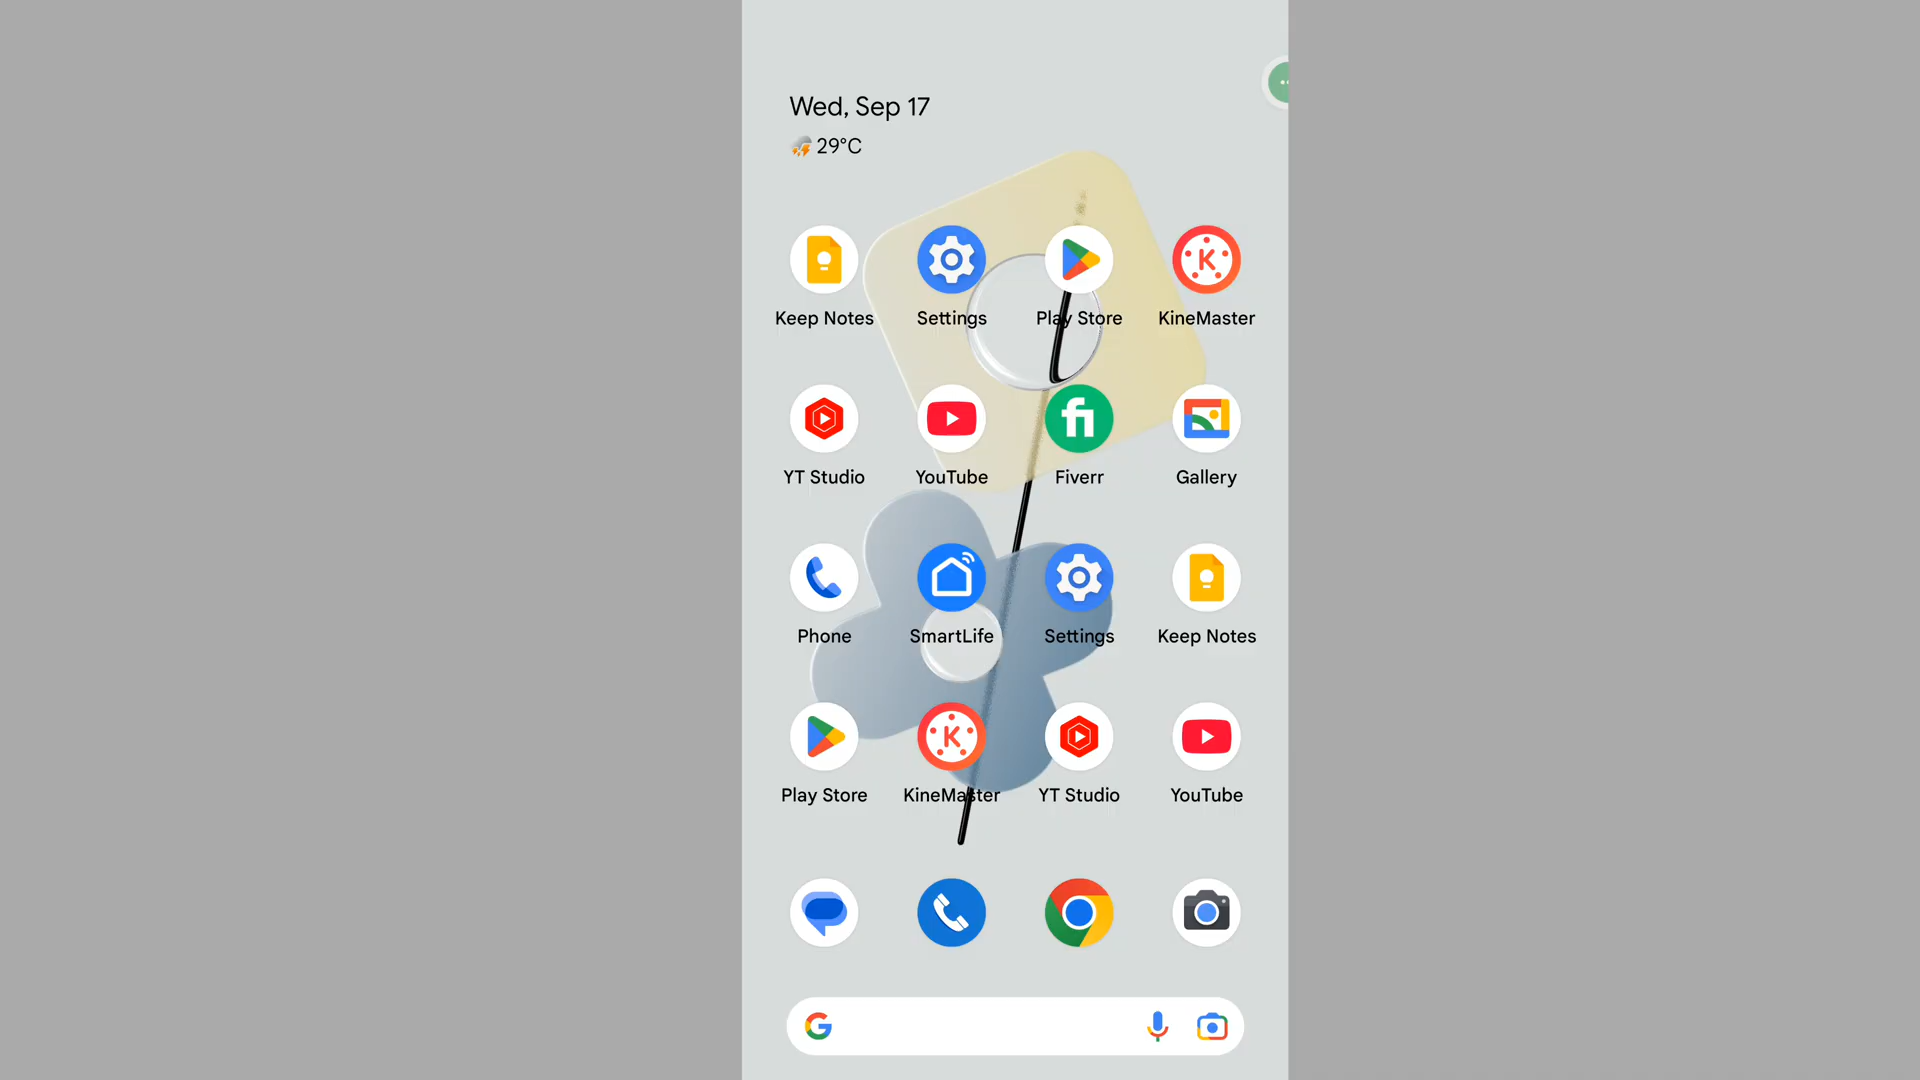 Wed, Sep 17
29°C
Keep Notes Settings Play Store KineMaster
YT Studio YouTube Fiverr Gallery
Phone SmartLife Settings Keep Notes
Play Store KineMaster YT Studio YouTube